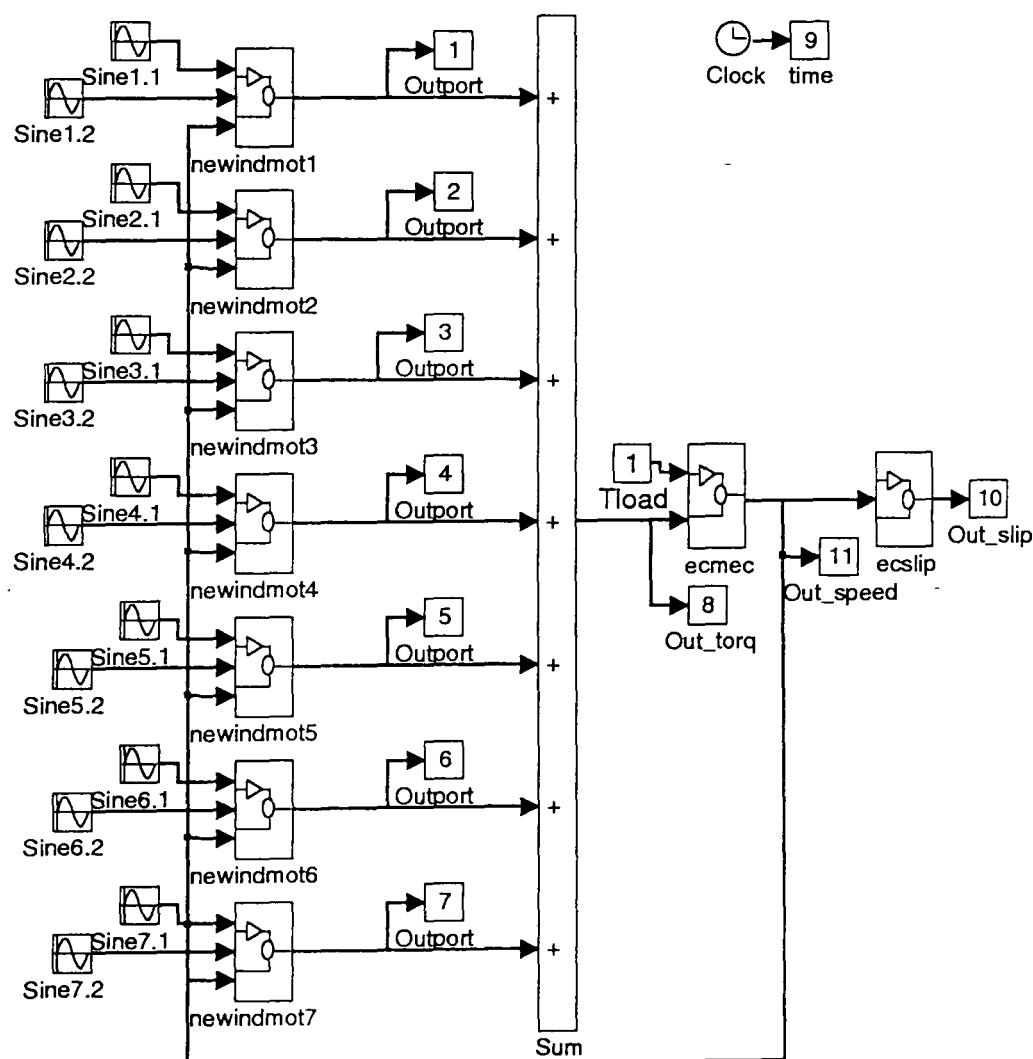 1
9
Sine1.1
Outport
Clock
time
+
Sine1.2
newindmot1
2
Sine2.1
Outport
+
Sine2.2
newindmot2
3
Sine3.1
Outport
+
Sine3.2
newindmot3
4
1
Sine4.1
Outport
Tload
10
+
Sine4.2
Out_slip
ecmec
11
ecslip
newindmot4
Out_speed
8
5
Out_torq
Sine5.1
Outport
+
Sine5.2
newindmot5
6
Sine6.1
Outport
+
Sine6.2
newindmot6
7
Sine7.1
Outport
+
Sine7.2
newindmot7
Sum